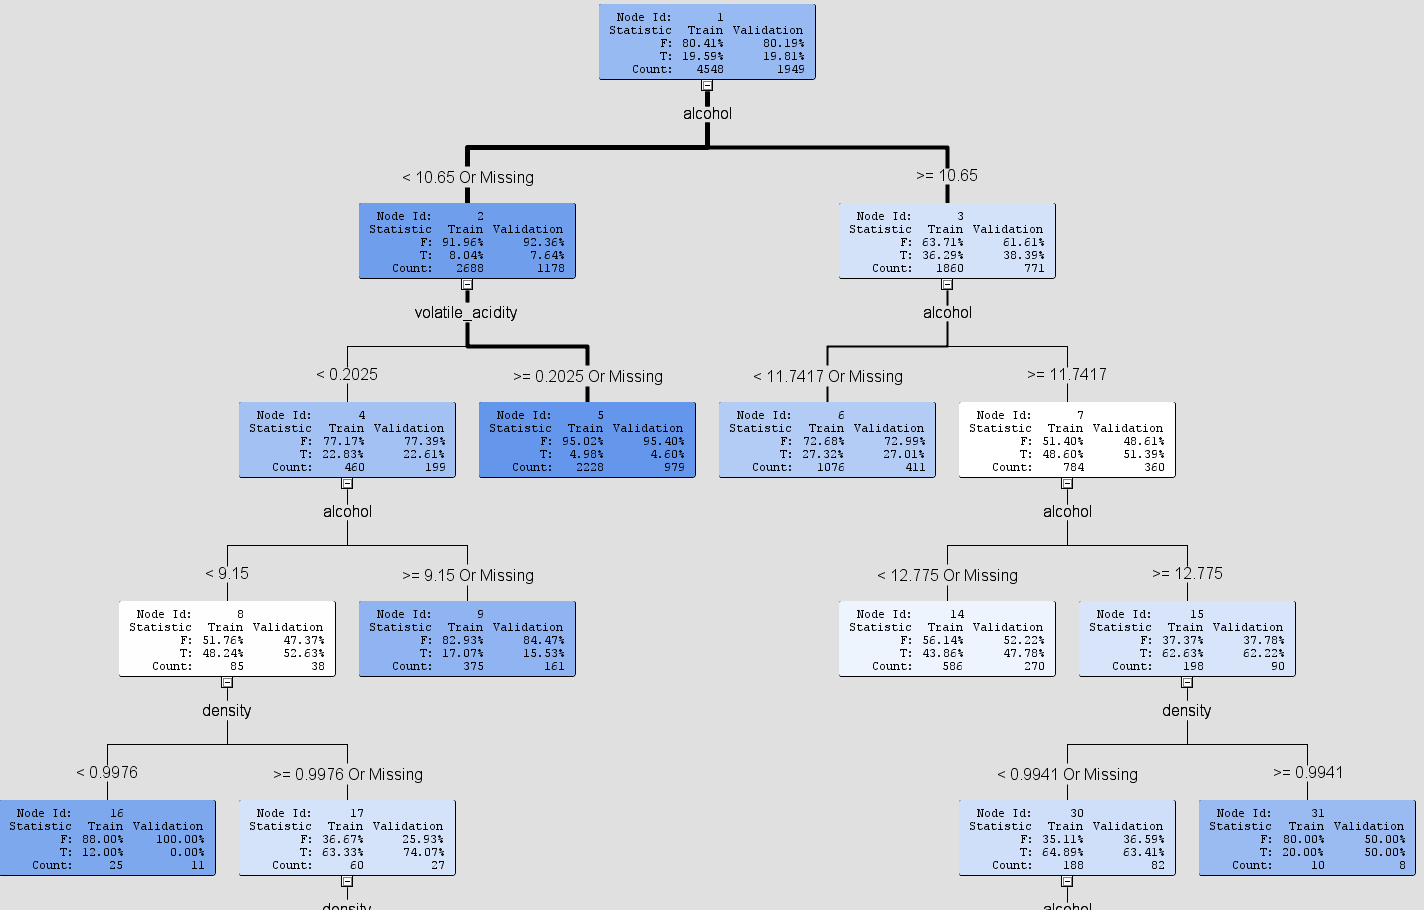 Node Id: 1
Statistic Train Validation
F: 80.41% 80.19%
T: 19.59% 19.81%
Count: 4548 1949
alcohol
< 10.65 Or Missing
>= 10.65
Node Id: 2
Statistic Train Validation
F: 91.96% 92.36%
T: 8.04% 7.64%
Count: 2688 1178
Node Id: 3
Statistic Train Validation
F: 63.71% 61.61%
T: 36.29% 38.39%
Count: 1860 771
volatile_acidity
alcohol
< 0.2025
>= 0.2025 Or Missing
< 11.7417 Or Missing
>= 11.7417
Node Id: 4
Statistic Train Validation
F: 77.17% 77.39%
T: 22.83% 22.61%
Count: 460 199
Node Id: 5
Statistic Train Validation
F: 95.02% 95.40%
T: 4.98% 4.60%
Count: 2228 979
Node Id: 6
Statistic Train Validation
F: 72.68% 72.99%
T: 27.32% 27.01%
Count: 1076 411
Node Id: 7
Statistic Train Validation
F: 51.40% 48.61%
T: 48.60% 51.39%
Count: 784 360
alcohol
alcohol
< 9.15
>= 9.15 Or Missing
< 12.775 Or Missing
>= 12.775
Node Id: 8
Statistic Train Validation
F: 51.76% 47.37%
T: 48.24% 52.63%
Count: 85 38
Node Id: 9
Statistic Train Validation
F: 82.93% 84.47%
T: 17.07% 15.53%
Count: 375 161
Node Id: 14
Statistic Train Validation
F: 56.14% 52.22%
T: 43.86% 47.78%
Count: 586 270
Node Id: 15
Statistic Train Validation
F: 37.37% 37.78%
T: 62.63% 62.22%
Count: 198 90
density
density
< 0.9976
>= 0.9976 Or Missing
< 0.9941 Or Missing
>= 0.9941
Node Id: 16
Statistic Train Validation
F: 88.00% 100.00%
T: 12.00% 0.00%
Count: 25 11
Node Id: 17
Statistic Train Validation
F: 36.67% 25.93%
T: 63.33% 74.07%
Count: 60 27
Node Id: 30
Statistic Train Validation
F: 35.11% 36.59%
T: 64.89% 63.41%
Count: 188 82
Node Id: 31
Statistic Train Validation
F: 80.00% 50.00%
T: 20.00% 50.00%
Count: 10 8
density
alcohol